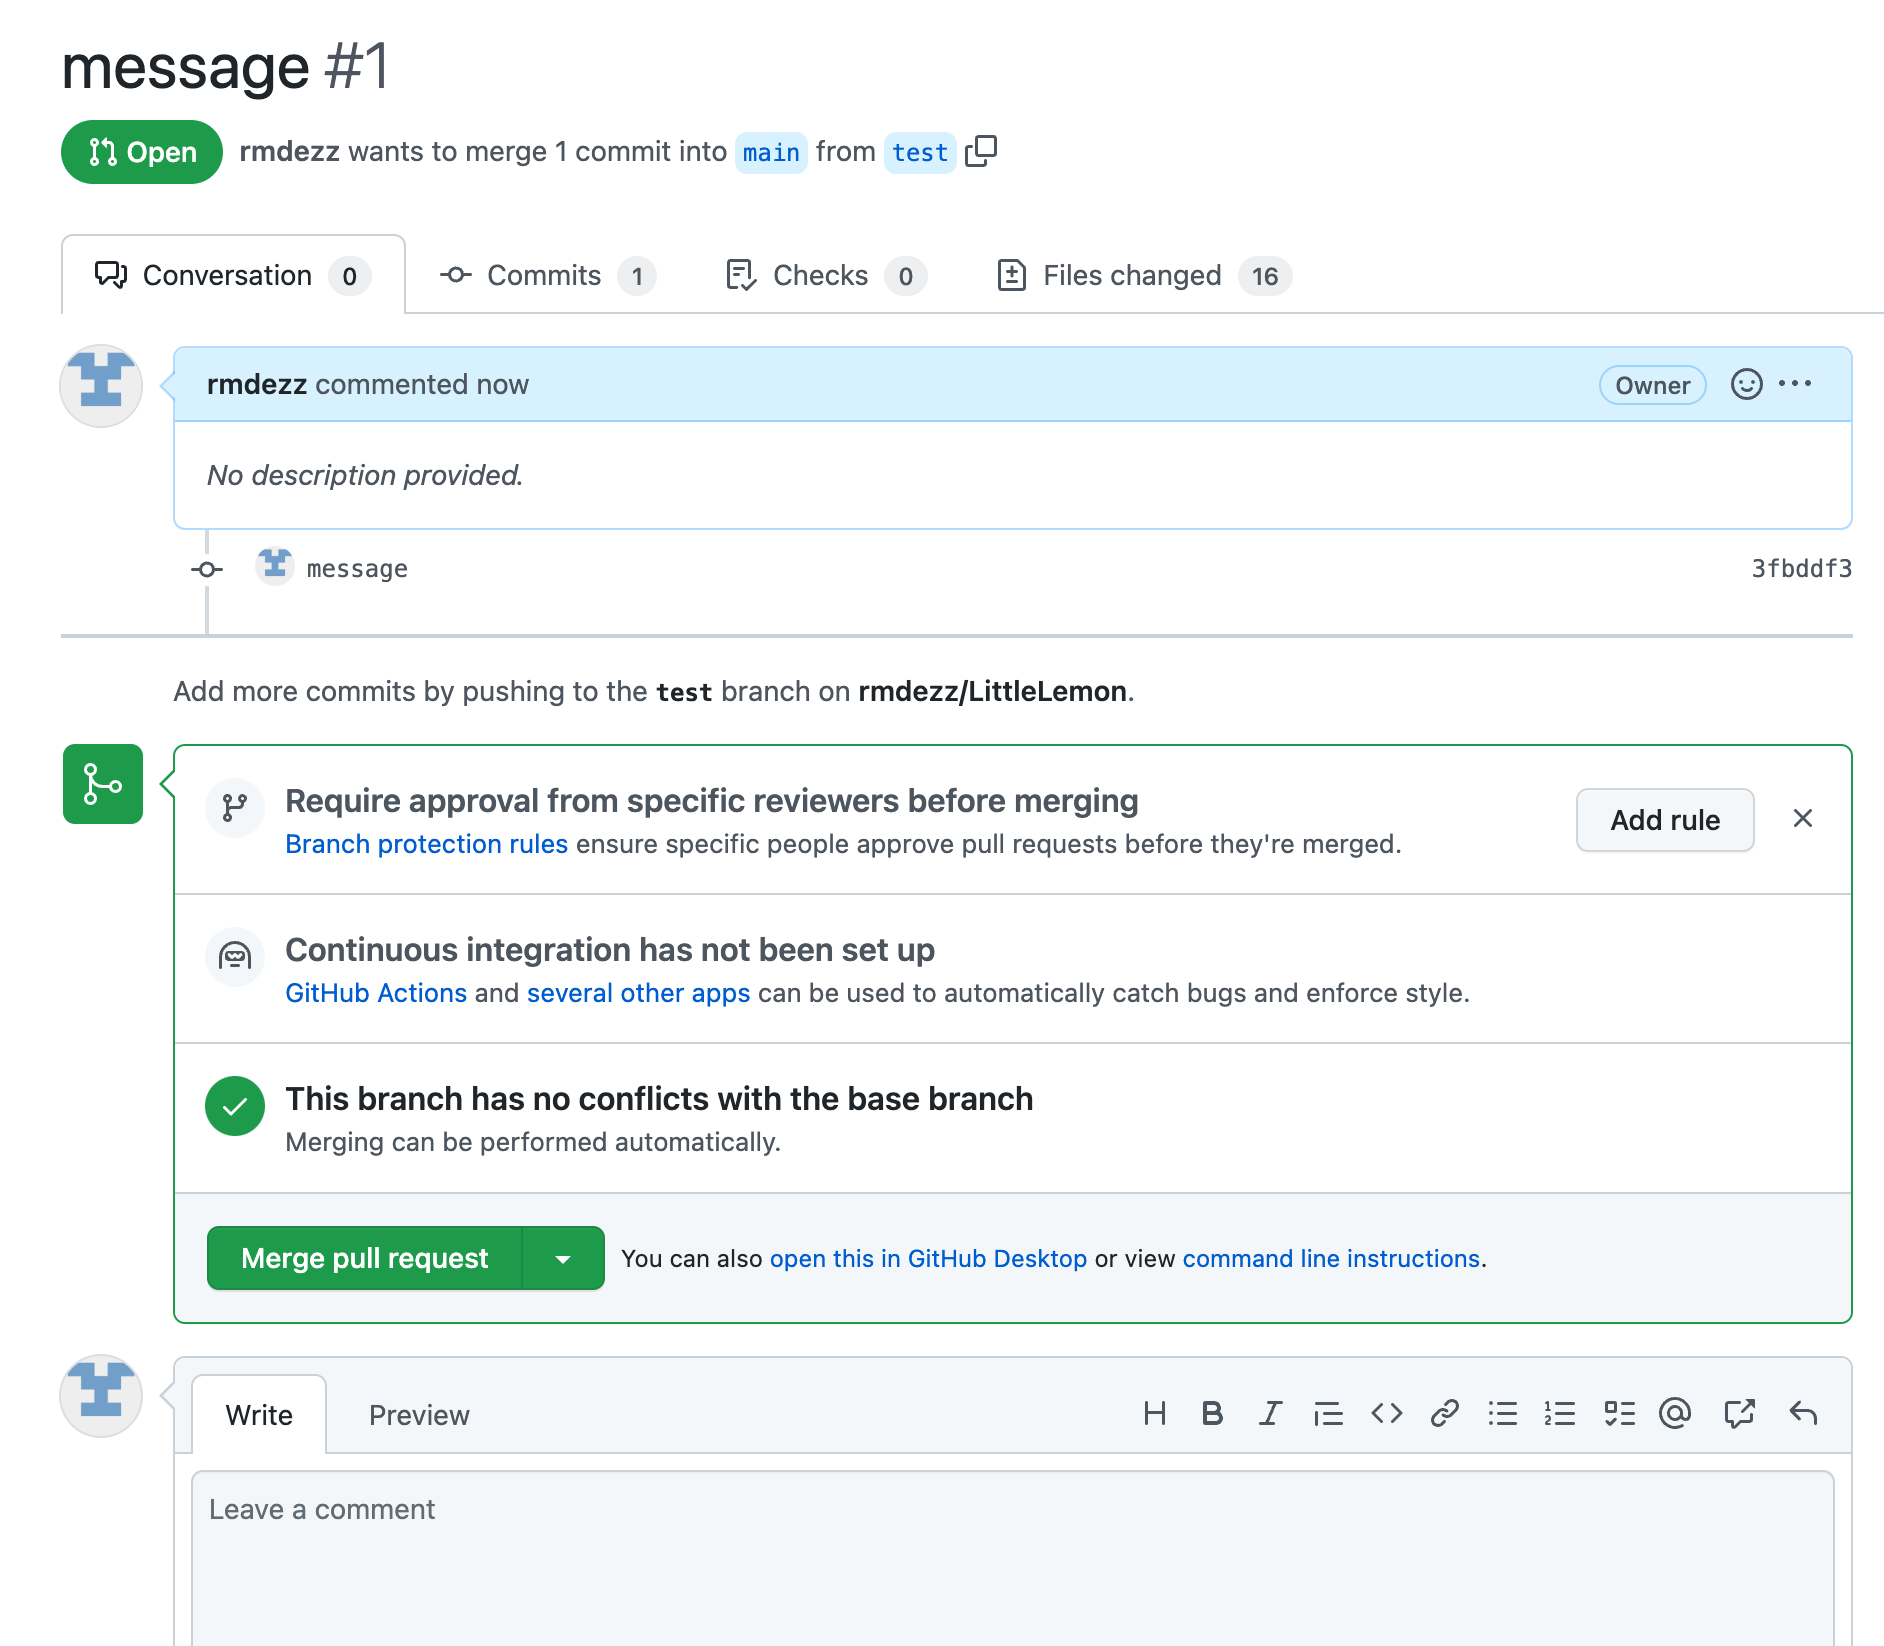 message #1
Open rmdezz wants to merge 1 commit into main from test
Conversation 0 Commits 1 Checks 0 Files changed 16
rmdezz commented now Owner
No description provided.
message 3fbddf3
Add more commits by pushing to the test branch on rmdezz/LittleLemon.
Require approval from specific reviewers before merging
Branch protection rules ensure specific people approve pull requests before they're merged.
Add rule
Continuous integration has not been set up
GitHub Actions and several other apps can be used to automatically catch bugs and enforce style.
This branch has no conflicts with the base branch
Merging can be performed automatically.
Merge pull request You can also open this in GitHub Desktop or view command line instructions.
Write Preview
Leave a comment